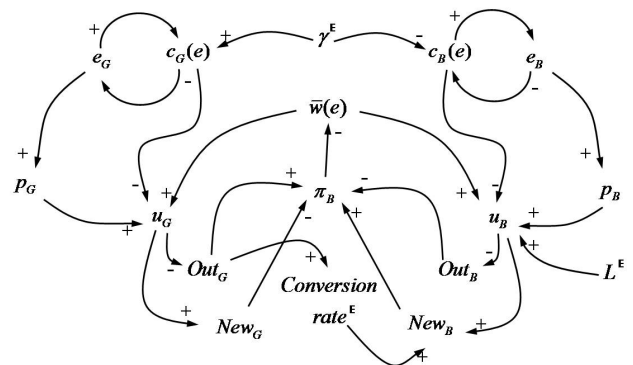 + +
e_G c_G(e) + γ^E - c_B(e) e_B
- -
w̄(e)
+ - +
p_G - + + - π_B - + - p_B
+ u_G - + u_B +
- Out_G + Out_B - +
Conversion L^E
+ New_G rate^E New_B +
+